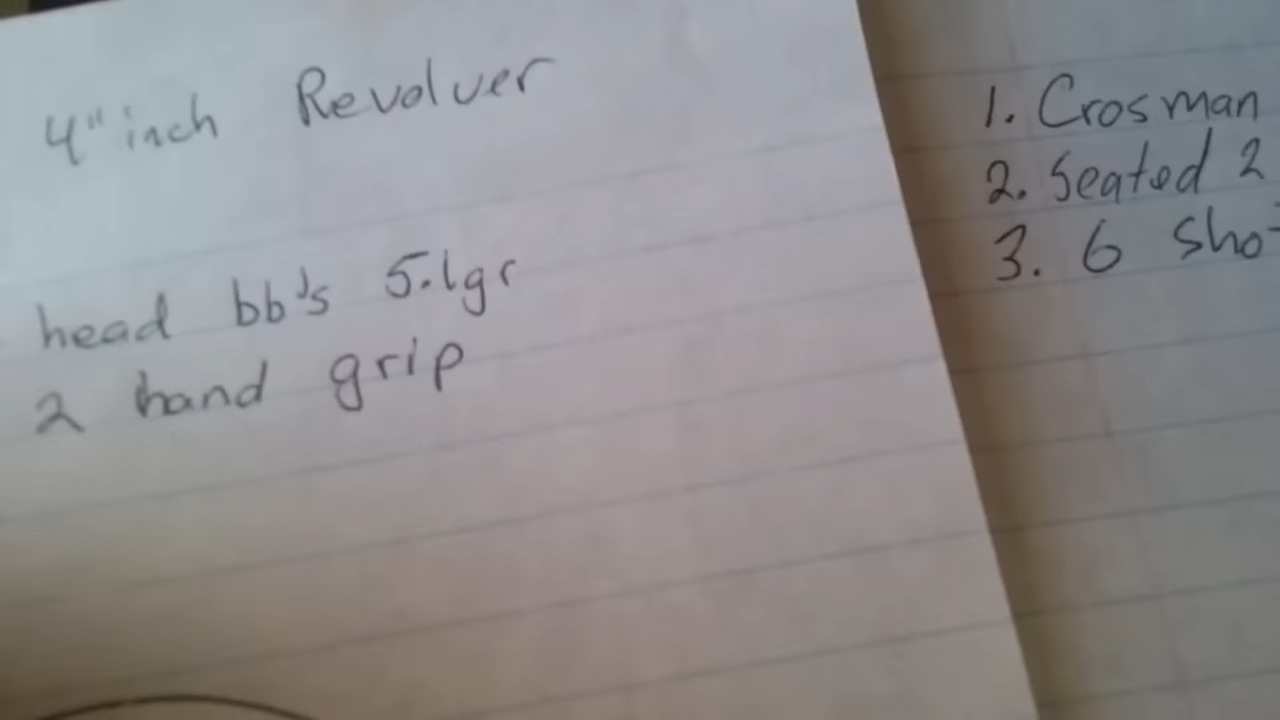 4" inch Revolver
head bb's 5.1gr
2 hand grip
1. Crosman
2. Seated 2
3. 6 Sho